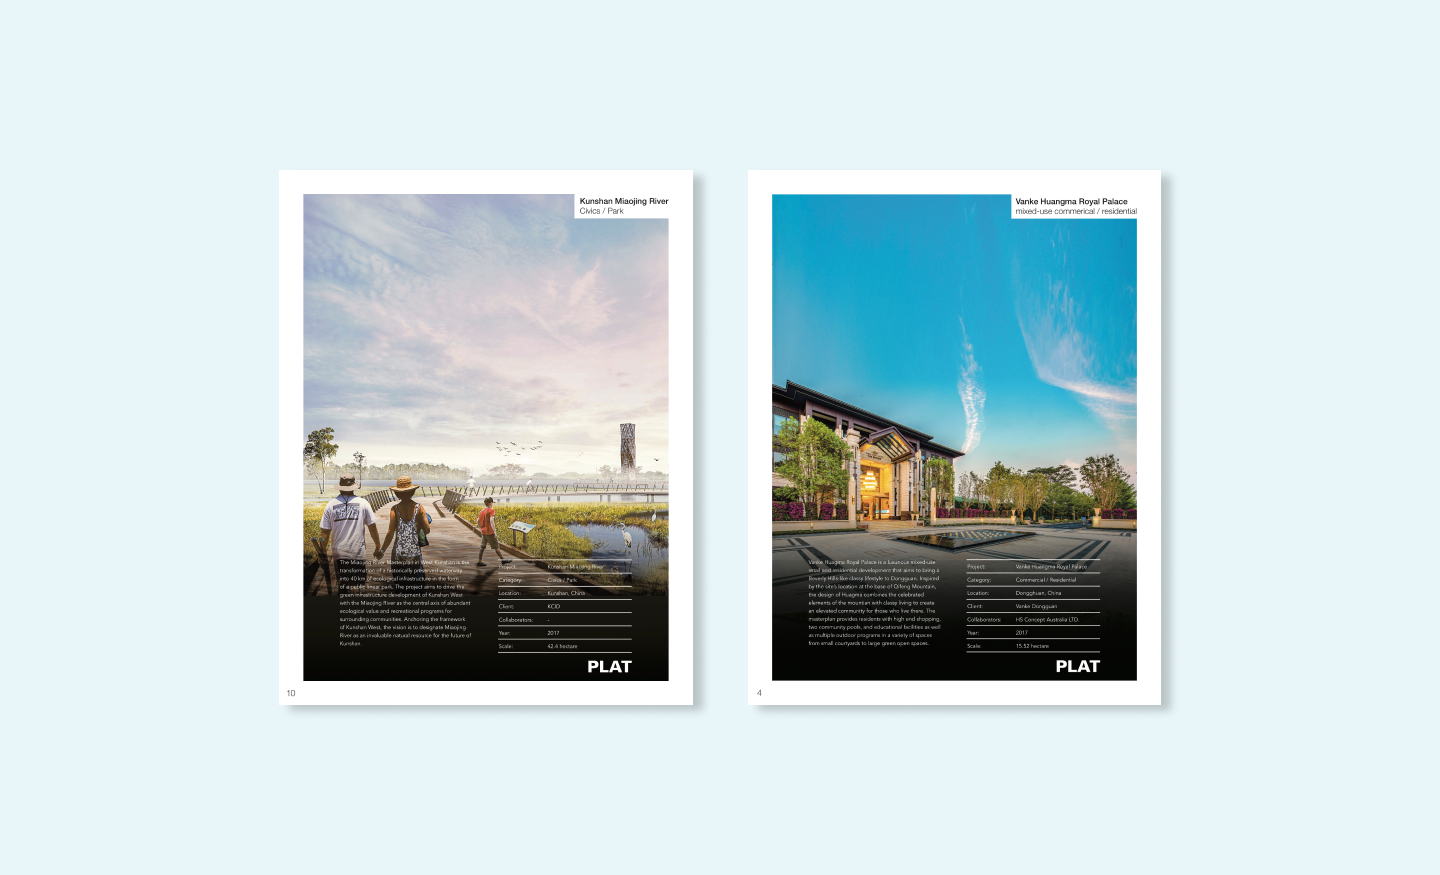 Kunshan Miaojing River
Civics / Park
The Miaojing River Masterplan in West Kunshan is the
transformation of a historically preserved waterway
into 40 km of ecological infrastructure in the form
of a public linear park. The project aims to drive the
green infrastructure development of Kunshan West
with the Miaojing River as the central axis of abundant
ecological value and recreational programs for
surrounding communities. Anchoring the framework
of Kunshan West, the vision is to designate Miaojing
River as an invaluable natural resource for the future of
Kunshan.
Project: Kunshan Miaojing River
Category: Civics / Park
Location: Kunshan, China
Client: KCID
Collaborators: -
Year: 2017
Scale: 42.4 hectare
PLAT
10
Vanke Huangma Royal Palace
mixed-use commerical / residential
Vanke Huangma Royal Palace is a luxurious mixed-use
retail and residential development that aims to bring a
Beverly Hills like classy lifestyle to Dongguan. Inspired
by the site's location at the base of Qifeng Mountain,
the design of Huagma combines the celebrated
elements of the mountain with classy living to create
an elevated community for those who live there. The
masterplan provides residents with high end shopping,
two community pools, and educational facilities as well
as multiple outdoor programs in a variety of spaces
from small courtyards to large green open spaces.
Project: Vanke Huangma Royal Palace
Category: Commercial / Residential
Location: Dongghuan, China
Client: Vanke Dongguan
Collaborators: HS Concept Australia LTD.
Year: 2017
Scale: 15.52 hectare
PLAT
4